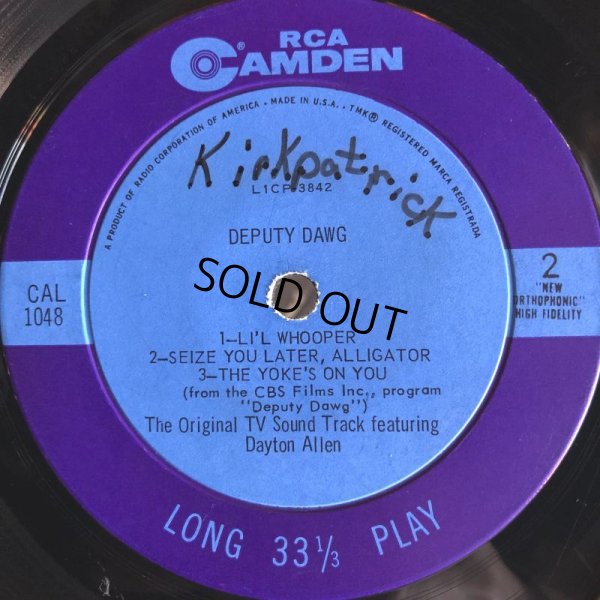 RCA
CAMDEN
A PRODUCT OF RADIO CORPORATION OF AMERICA • MADE IN U.S.A. • TMK® REGISTERED MARCA REGISTRADA
Kirkpatrick
L1CP-3842
DEPUTY DAWG
CAL
1048
2
"NEW
ORTHOPHONIC"
HIGH FIDELITY
SOLD OUT
1—LI'L WHOOPER
2—SEIZE YOU LATER, ALLIGATOR
3—THE YOKE'S ON YOU
(from the CBS Films Inc., program
"Deputy Dawg")
The Original TV Sound Track featuring
Dayton Allen
LONG 33 1/3 PLAY